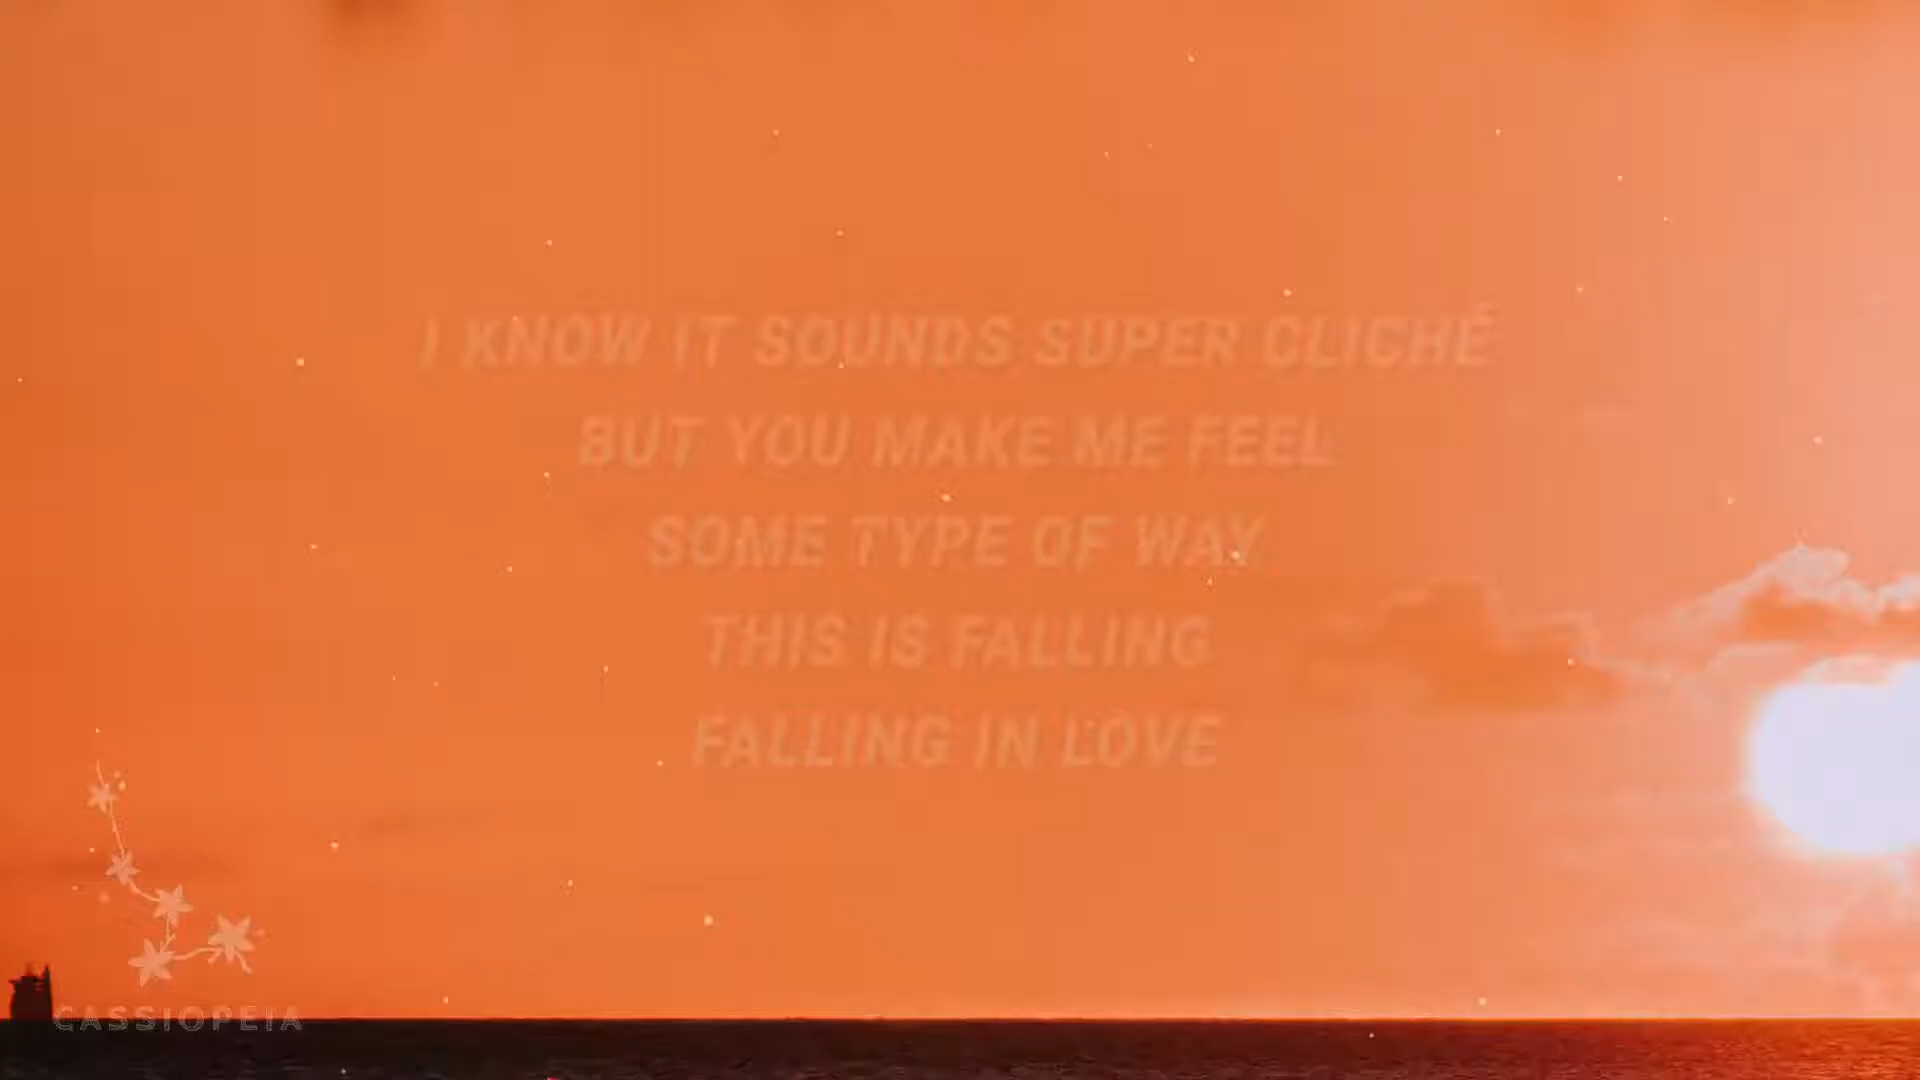 I KNOW IT SOUNDS SUPER CLICHÉ
BUT YOU MAKE ME FEEL
SOME TYPE OF WAY
THIS IS FALLING
FALLING IN LOVE
CASSIOPEIA